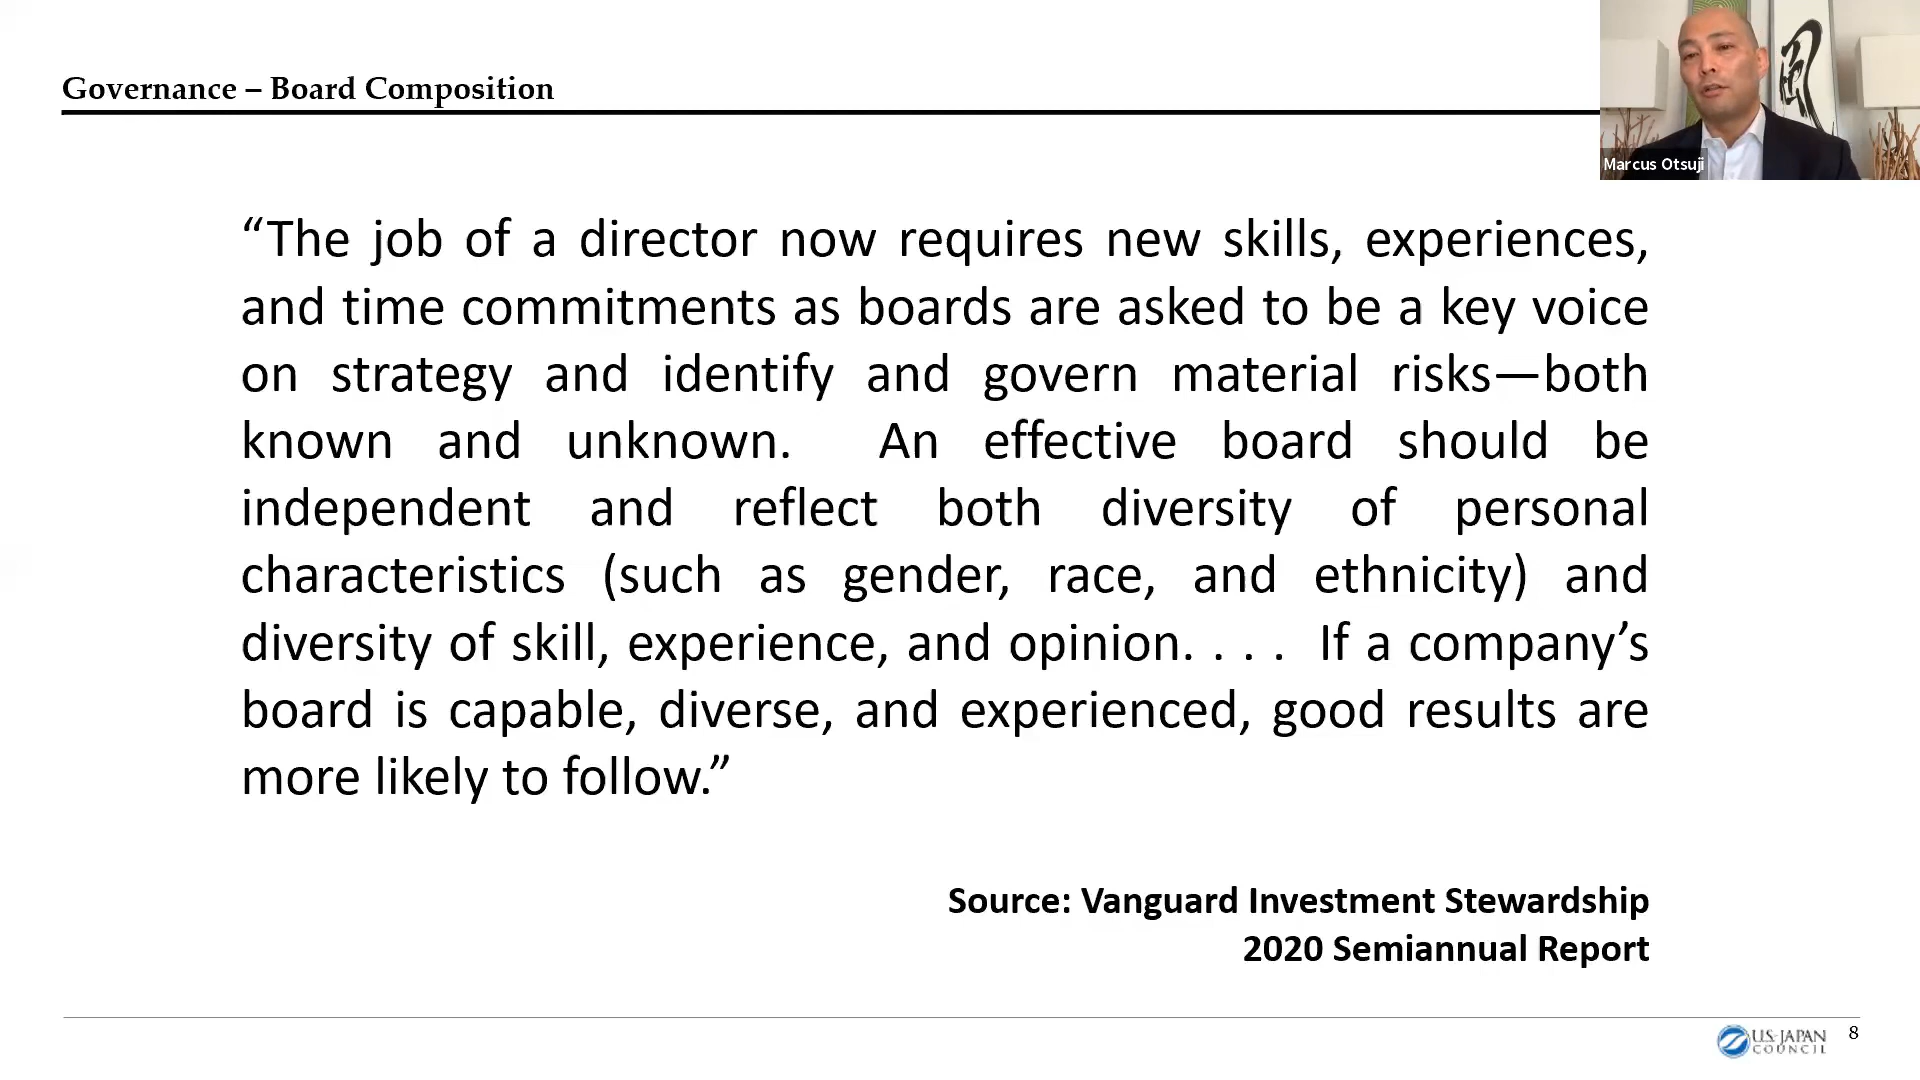 Governance – Board Composition
風
Marcus Otsuji
“The job of a director now requires new skills, experiences,
and time commitments as boards are asked to be a key voice
on strategy and identify and govern material risks—both
known and unknown.  An effective board should be
independent and reflect both diversity of personal
characteristics (such as gender, race, and ethnicity) and
diversity of skill, experience, and opinion. . . .  If a company’s
board is capable, diverse, and experienced, good results are
more likely to follow.”
Source: Vanguard Investment Stewardship
2020 Semiannual Report
U.S.-JAPAN
COUNCIL
8